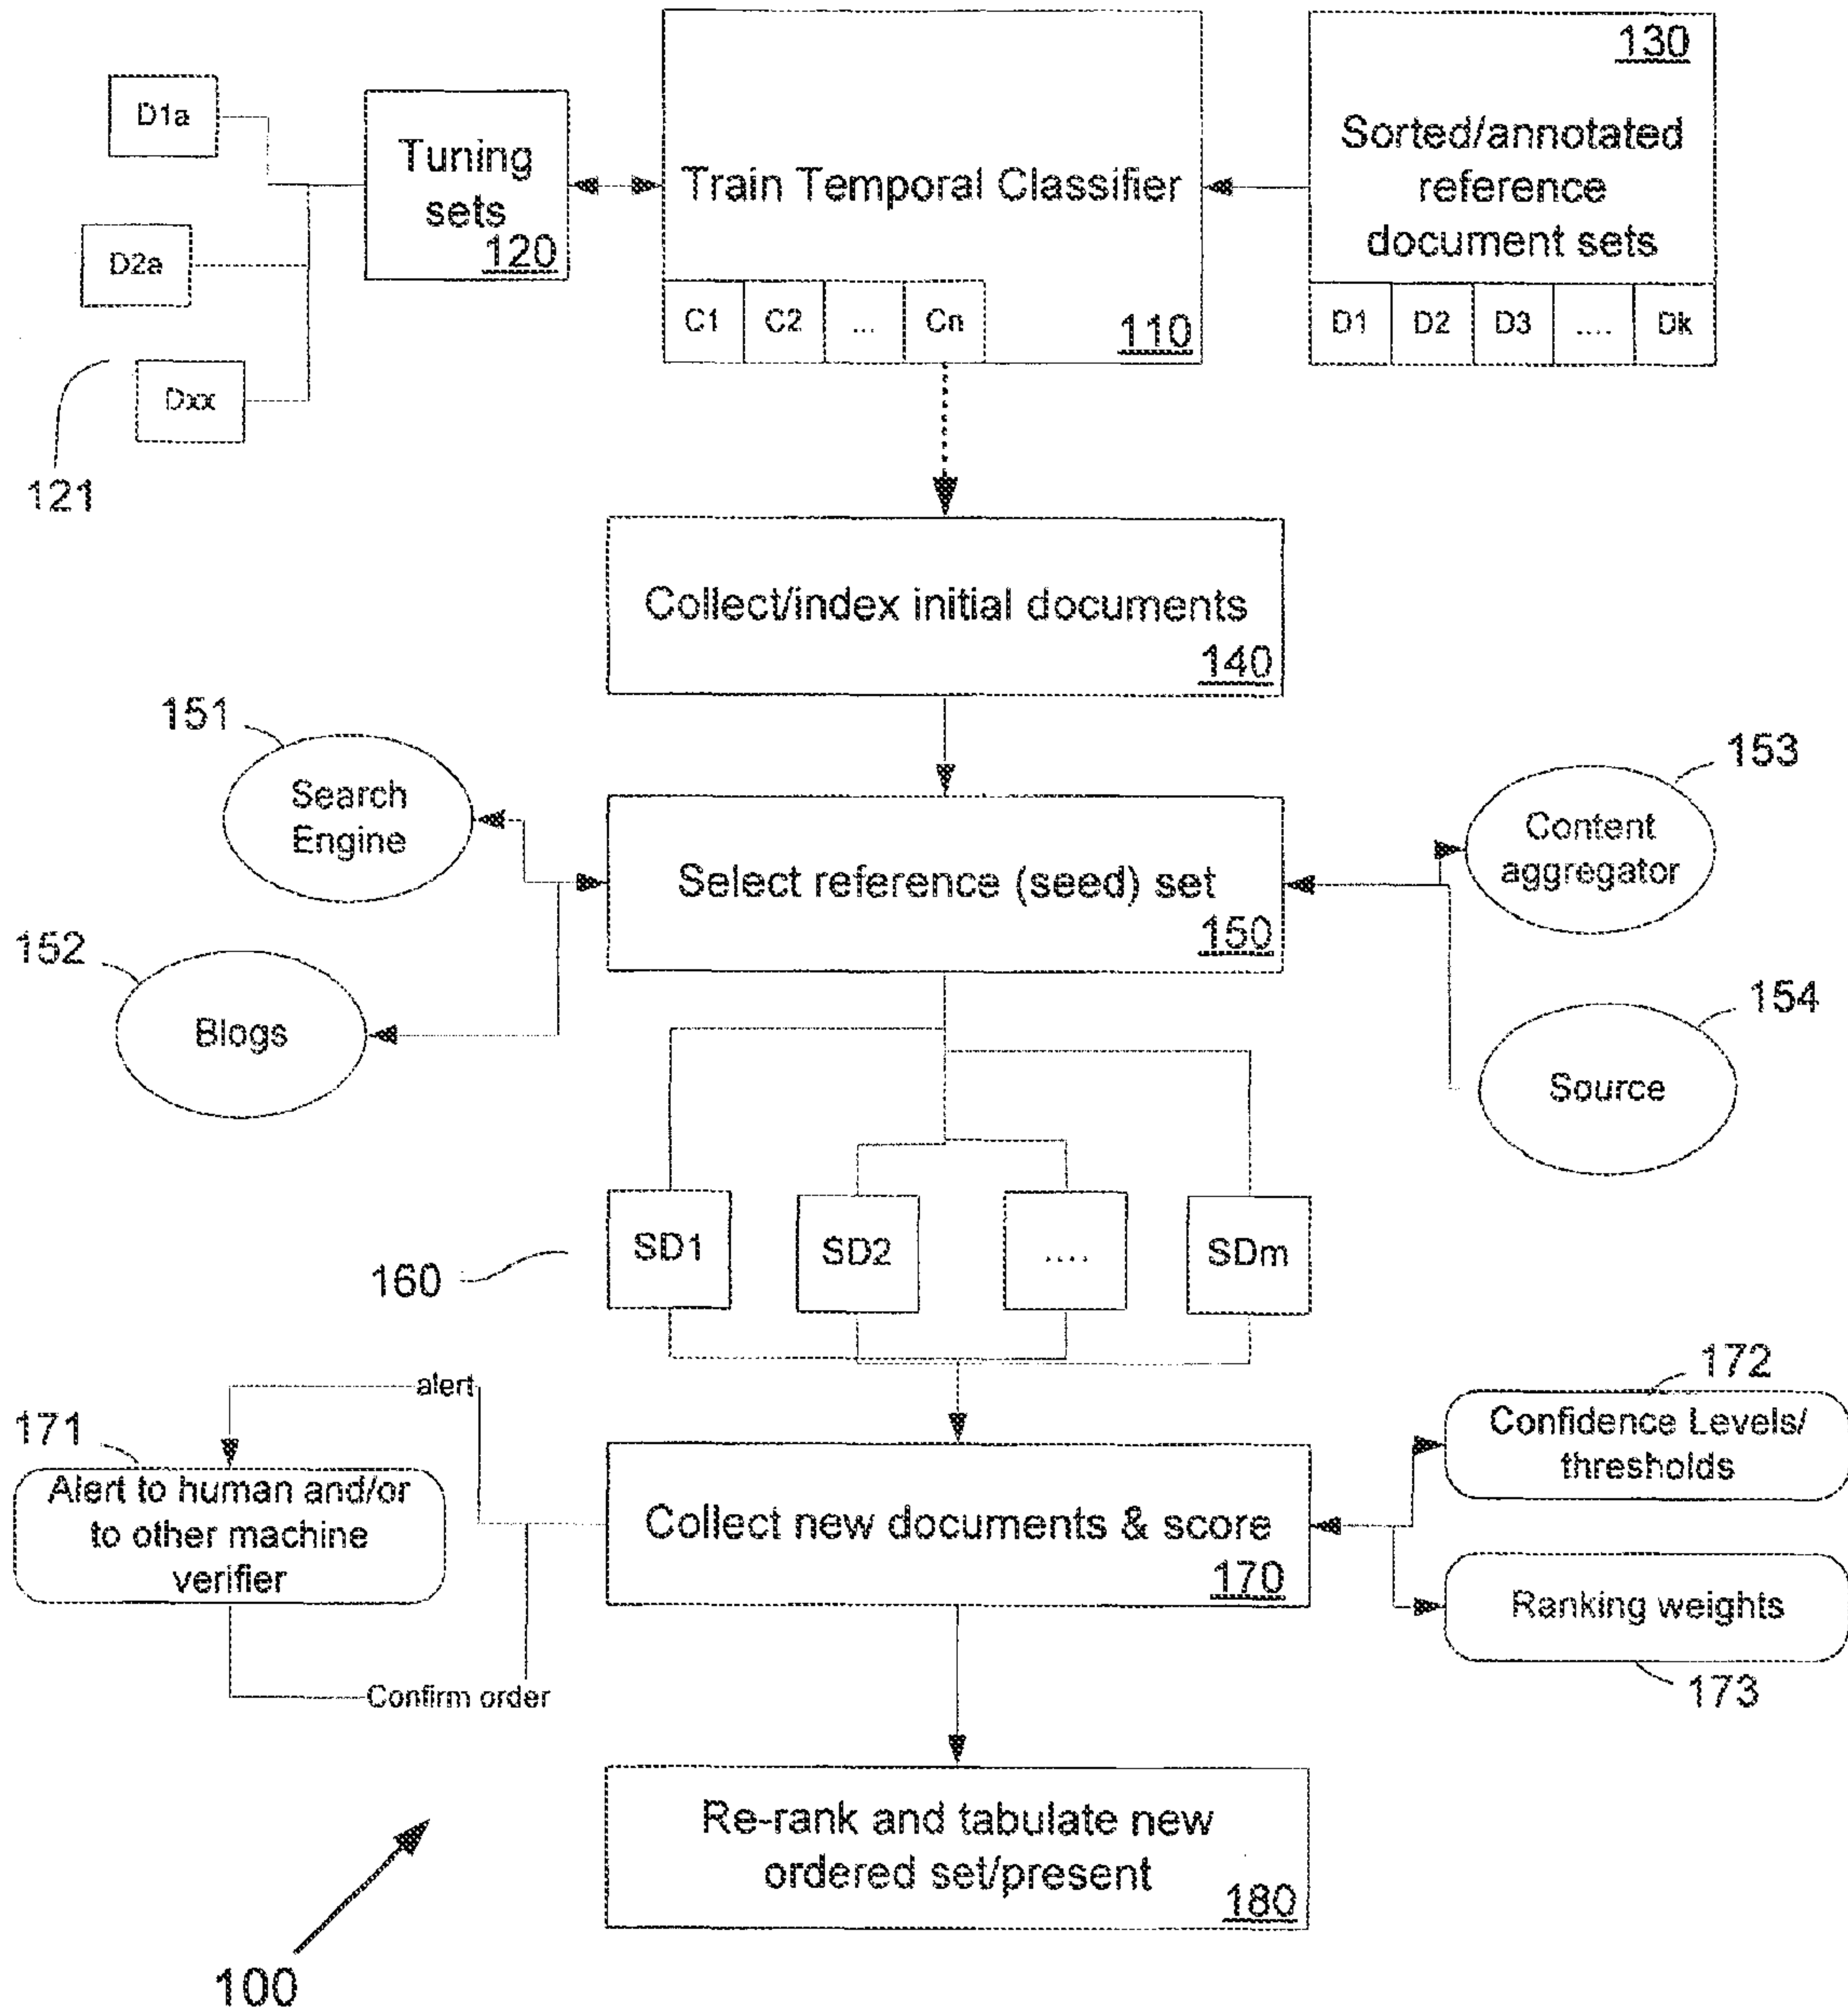 130
D1a
Tuning
sets
120
Train Temporal Classifier
Sorted/annotated
reference
document sets
D2a
C1 C2 ... Cn
110
D1 D2 D3 .... Dk
Dxx
121
Collect/index initial documents
140
151
Search
Engine
153
Content
aggregator
Select reference (seed) set
150
152
Blogs
154
Source
SD1 SD2 .... SDm
160
alert
171
Alert to human and/or
to other machine
verifier
172
Confidence Levels/
thresholds
Collect new documents & score
170
Ranking weights
173
Confirm order
Re-rank and tabulate new
ordered set/present
180
100